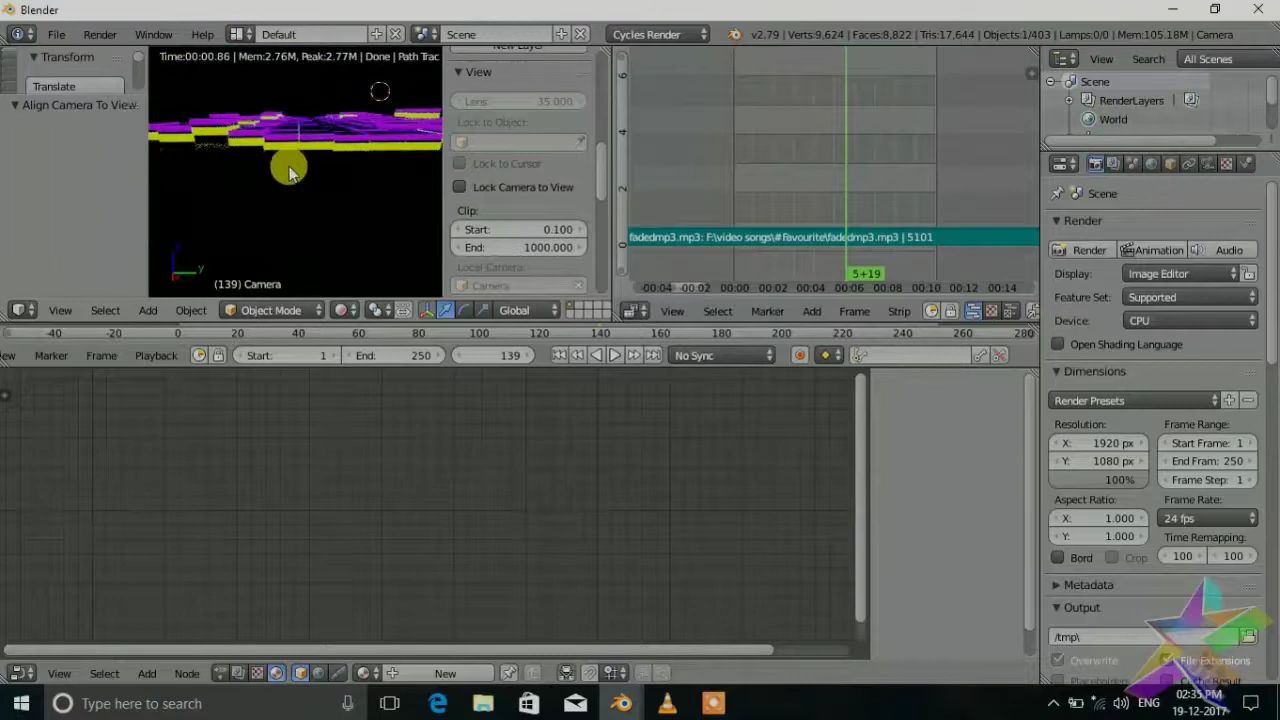 Blender
File Render Window Help Default Scene Cycles Render v2.79 | Verts:9,624 | Faces:8,822 | Tris:17,644 | Objects:1/403 | Lamps:0/0 | Mem:105.18M | Camera
Transform
Translate
Align Camera To View
Time:00:00.86 | Mem:2.76M, Peak:2.77M | Done | Path Trac
(139) Camera
z
y
New Layer
View
Lens: 35.000
Lock to Object:
Lock to Cursor
Lock Camera to View
Clip:
Start: 0.100
End: 1000.000
Local Camera:
Camera
6
4
2
0
fadedmp3.mp3: F:\video songs\#Favourite\fadedmp3.mp3 | 5101
5+19
-00:04 -00:02 00:00 00:02 00:04 00:06 00:08 00:10 00:12 00:14
View Search All Scenes
Scene
RenderLayers
World
Scene
Render
Render Animation Audio
Display: Image Editor
Feature Set: Supported
Device: CPU
Open Shading Language
Dimensions
Render Presets
Resolution: Frame Range:
X: 1920 px Start Frame: 1
Y: 1080 px End Fram: 250
100% Frame Step: 1
Aspect Ratio: Frame Rate:
X: 1.000 24 fps
Y: 1.000 Time Remapping:
Bord Crop 100 100
Metadata
Output
/tmp\
Overwrite File Extensions
View Select Add Object Object Mode Global
View Select Marker Add Frame Strip
-40 -20 0 20 40 60 80 100 120 140 160 180 200 220 240 260 280
ew Marker Frame Playback Start: 1 End: 250 139 No Sync
View Select Add Node New
Type here to search
ENG
02:35 PM
19-12-2017